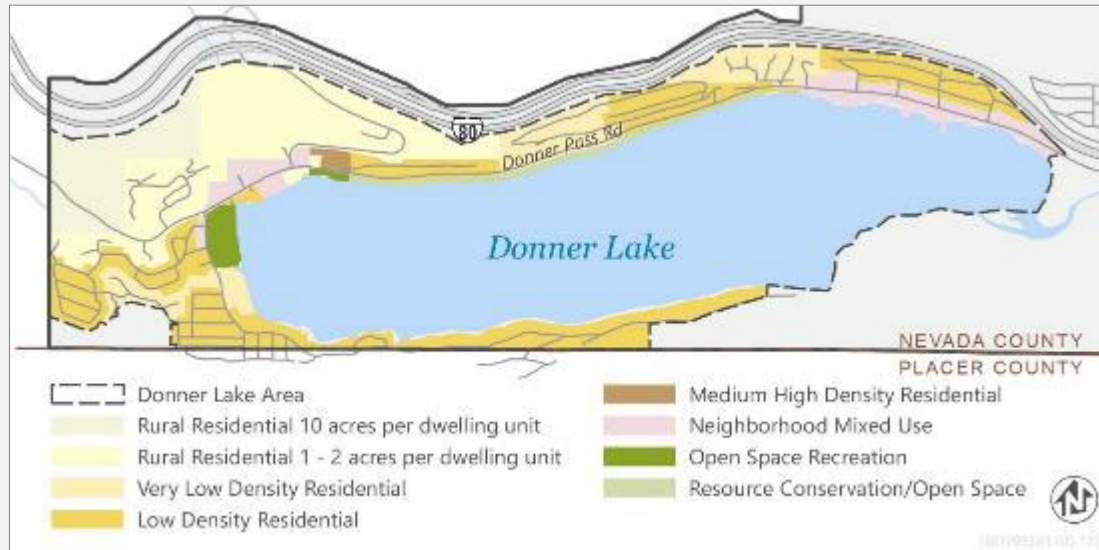 80
Donner Pass Rd
Donner Lake
NEVADA COUNTY
PLACER COUNTY
Donner Lake Area
Rural Residential 10 acres per dwelling unit
Rural Residential 1 - 2 acres per dwelling unit
Very Low Density Residential
Low Density Residential
Medium High Density Residential
Neighborhood Mixed Use
Open Space Recreation
Resource Conservation/Open Space
N